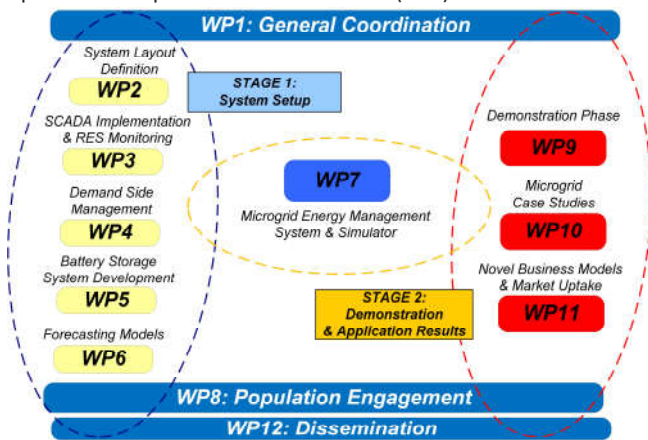 WP1: General Coordination
System Layout
Definition
WP2
SCADA Implementation
& RES Monitoring
WP3
Demand Side
Management
WP4
Battery Storage
System Development
WP5
Forecasting Models
WP6
STAGE 1:
System Setup
WP7
Microgrid Energy Management
System & Simulator
STAGE 2:
Demonstration
& Application Results
Demonstration Phase
WP9
Microgrid
Case Studies
WP10
Novel Business Models
& Market Uptake
WP11
WP8: Population Engagement
WP12: Dissemination